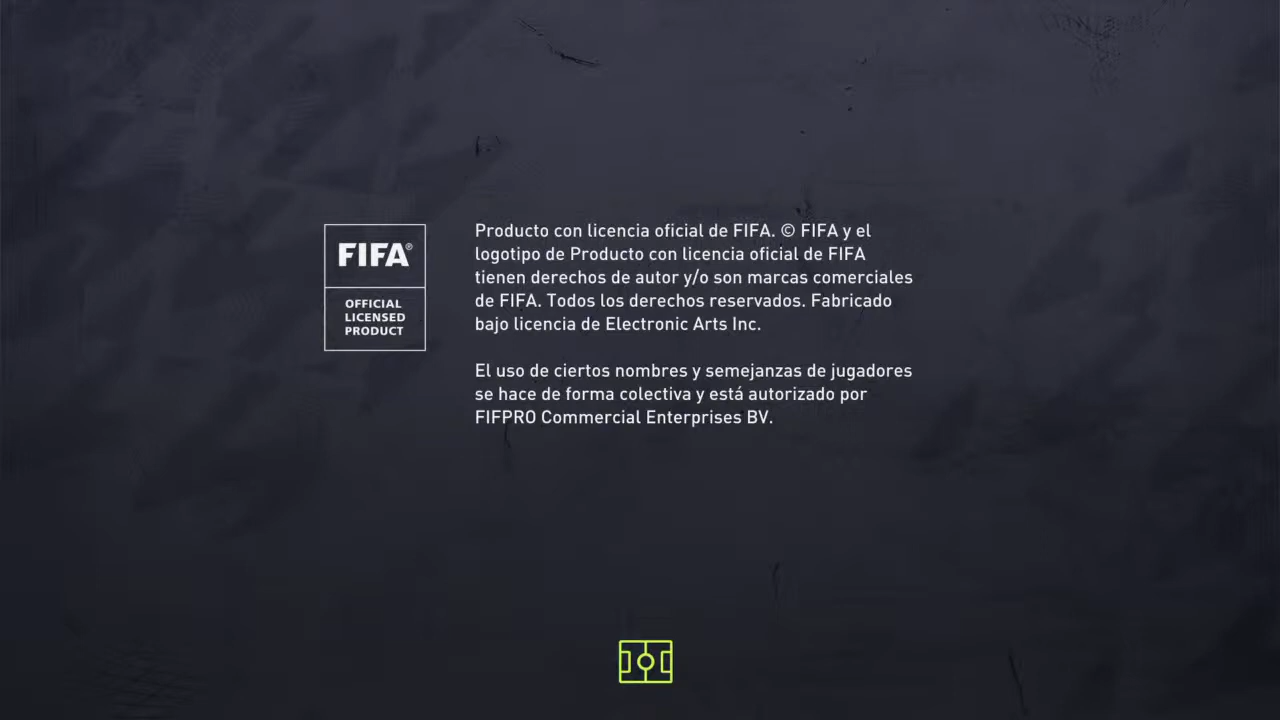 FIFA®
OFFICIAL
LICENSED
PRODUCT
Producto con licencia oficial de FIFA. © FIFA y el
logotipo de Producto con licencia oficial de FIFA
tienen derechos de autor y/o son marcas comerciales
de FIFA. Todos los derechos reservados. Fabricado
bajo licencia de Electronic Arts Inc.
El uso de ciertos nombres y semejanzas de jugadores
se hace de forma colectiva y está autorizado por
FIFPRO Commercial Enterprises BV.